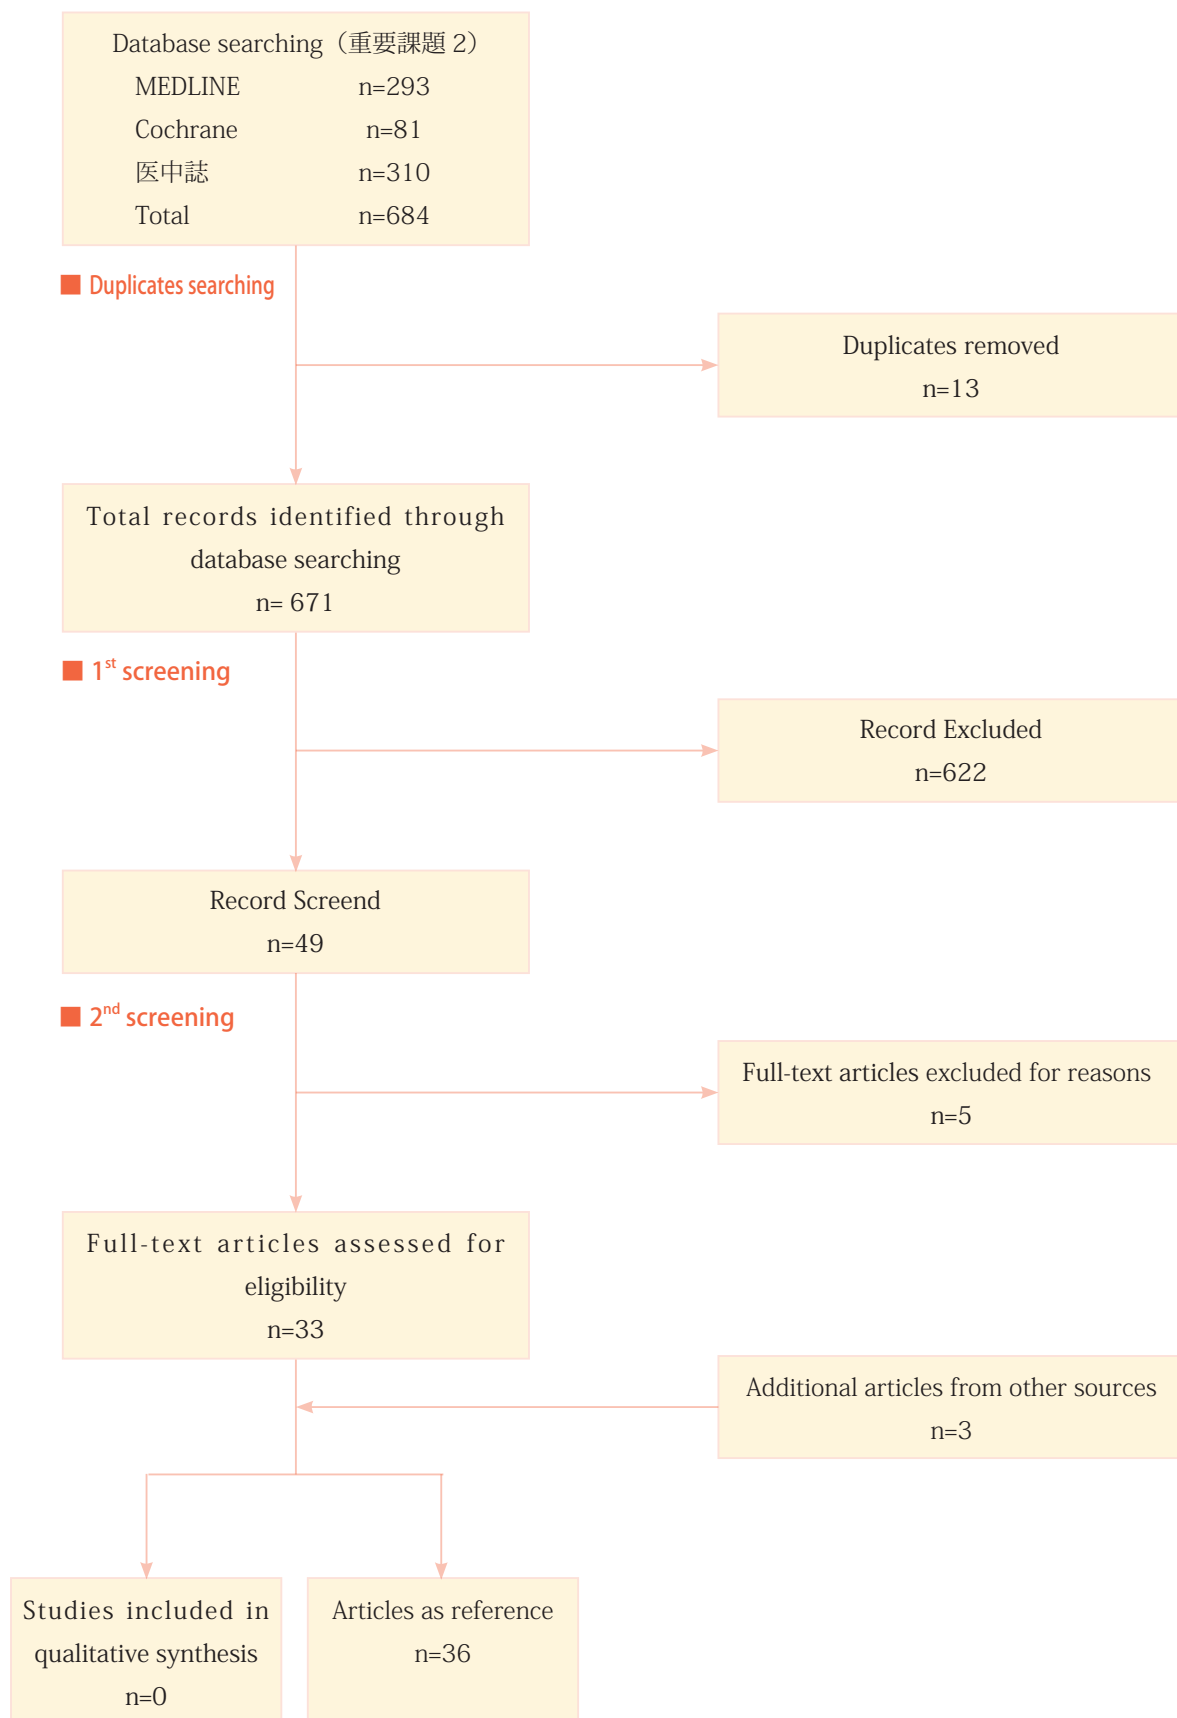 Database searching（重要課題 2）
MEDLINE n=293
Cochrane n=81
医中誌 n=310
Total n=684
■ Duplicates searching
Duplicates removed
n=13
Total records identified through
database searching
n= 671
■ 1st screening
Record Excluded
n=622
Record Screend
n=49
■ 2nd screening
Full-text articles excluded for reasons
n=5
Full-text articles assessed for
eligibility
n=33
Additional articles from other sources
n=3
Studies included in
qualitative synthesis
n=0
Articles as reference
n=36